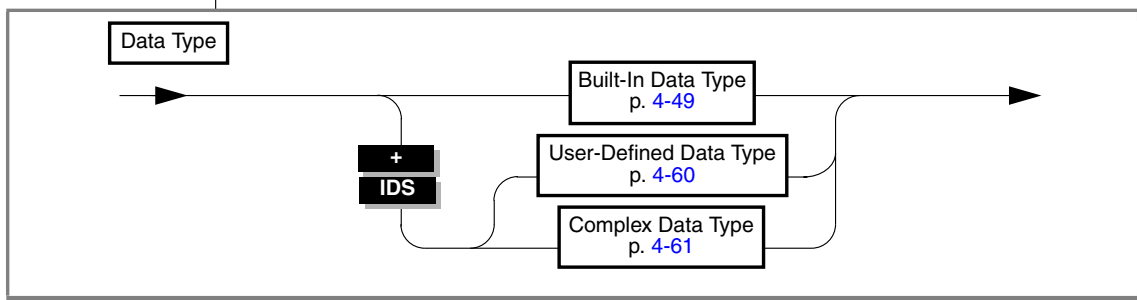 Data Type
Built-In Data Type
p. 4-49
+
IDS
User-Defined Data Type
p. 4-60
Complex Data Type
p. 4-61